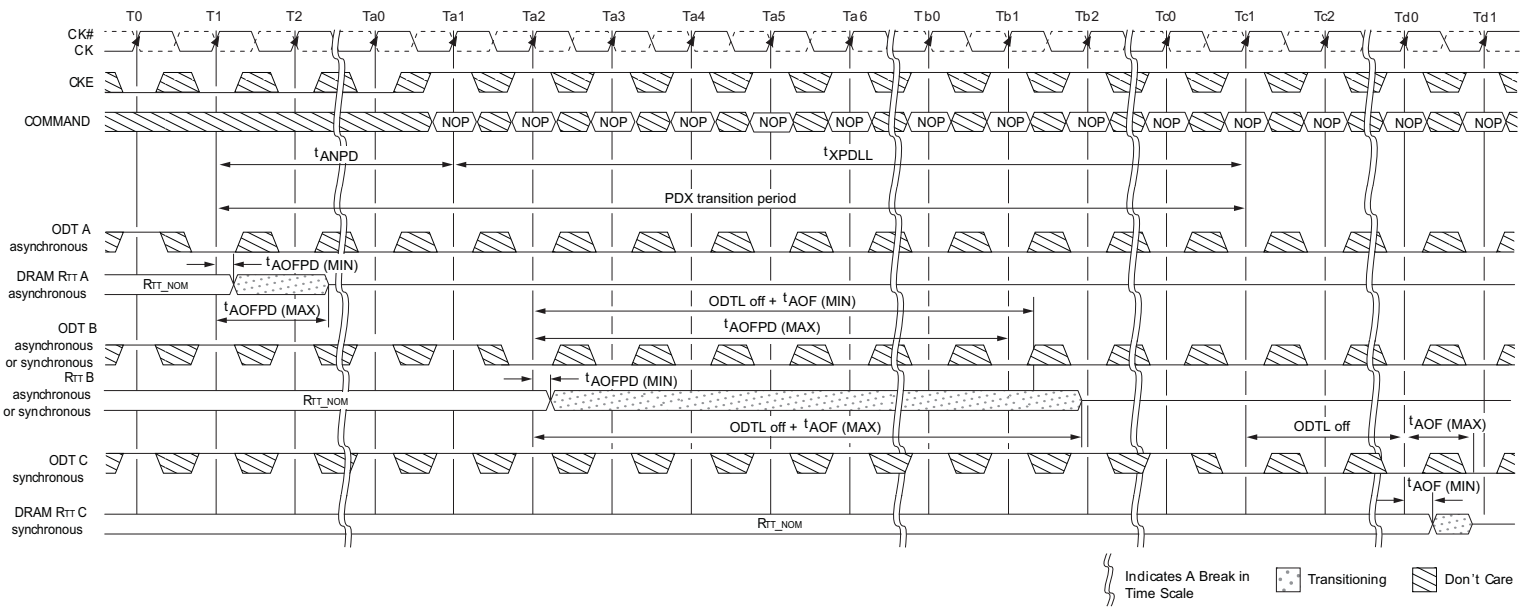 T0 T1 T2 Ta0 Ta1 Ta2 Ta3 Ta4 Ta5 Ta6 Tb0 Tb1 Tb2 Tc0 Tc1 Tc2 Td0 Td1
CK#
CK
CKE
COMMAND
NOP NOP NOP NOP NOP NOP NOP NOP NOP NOP NOP NOP NOP NOP
tANPD
tXPDLL
PDX transition period
ODT A
asynchronous
tAOFPD (MIN)
DRAM RTT A
asynchronous
RTT_NOM
tAOFPD (MAX)
ODTL off + tAOF (MIN)
tAOFPD (MAX)
ODT B
asynchronous
or synchronous
tAOFPD (MIN)
RTT B
asynchronous
or synchronous
RTT_NOM
ODTL off + tAOF (MAX)
ODTL off
tAOF (MAX)
ODT C
synchronous
tAOF (MIN)
DRAM RTT C
synchronous
RTT_NOM
Indicates A Break in
Time Scale
Transitioning
Don't Care